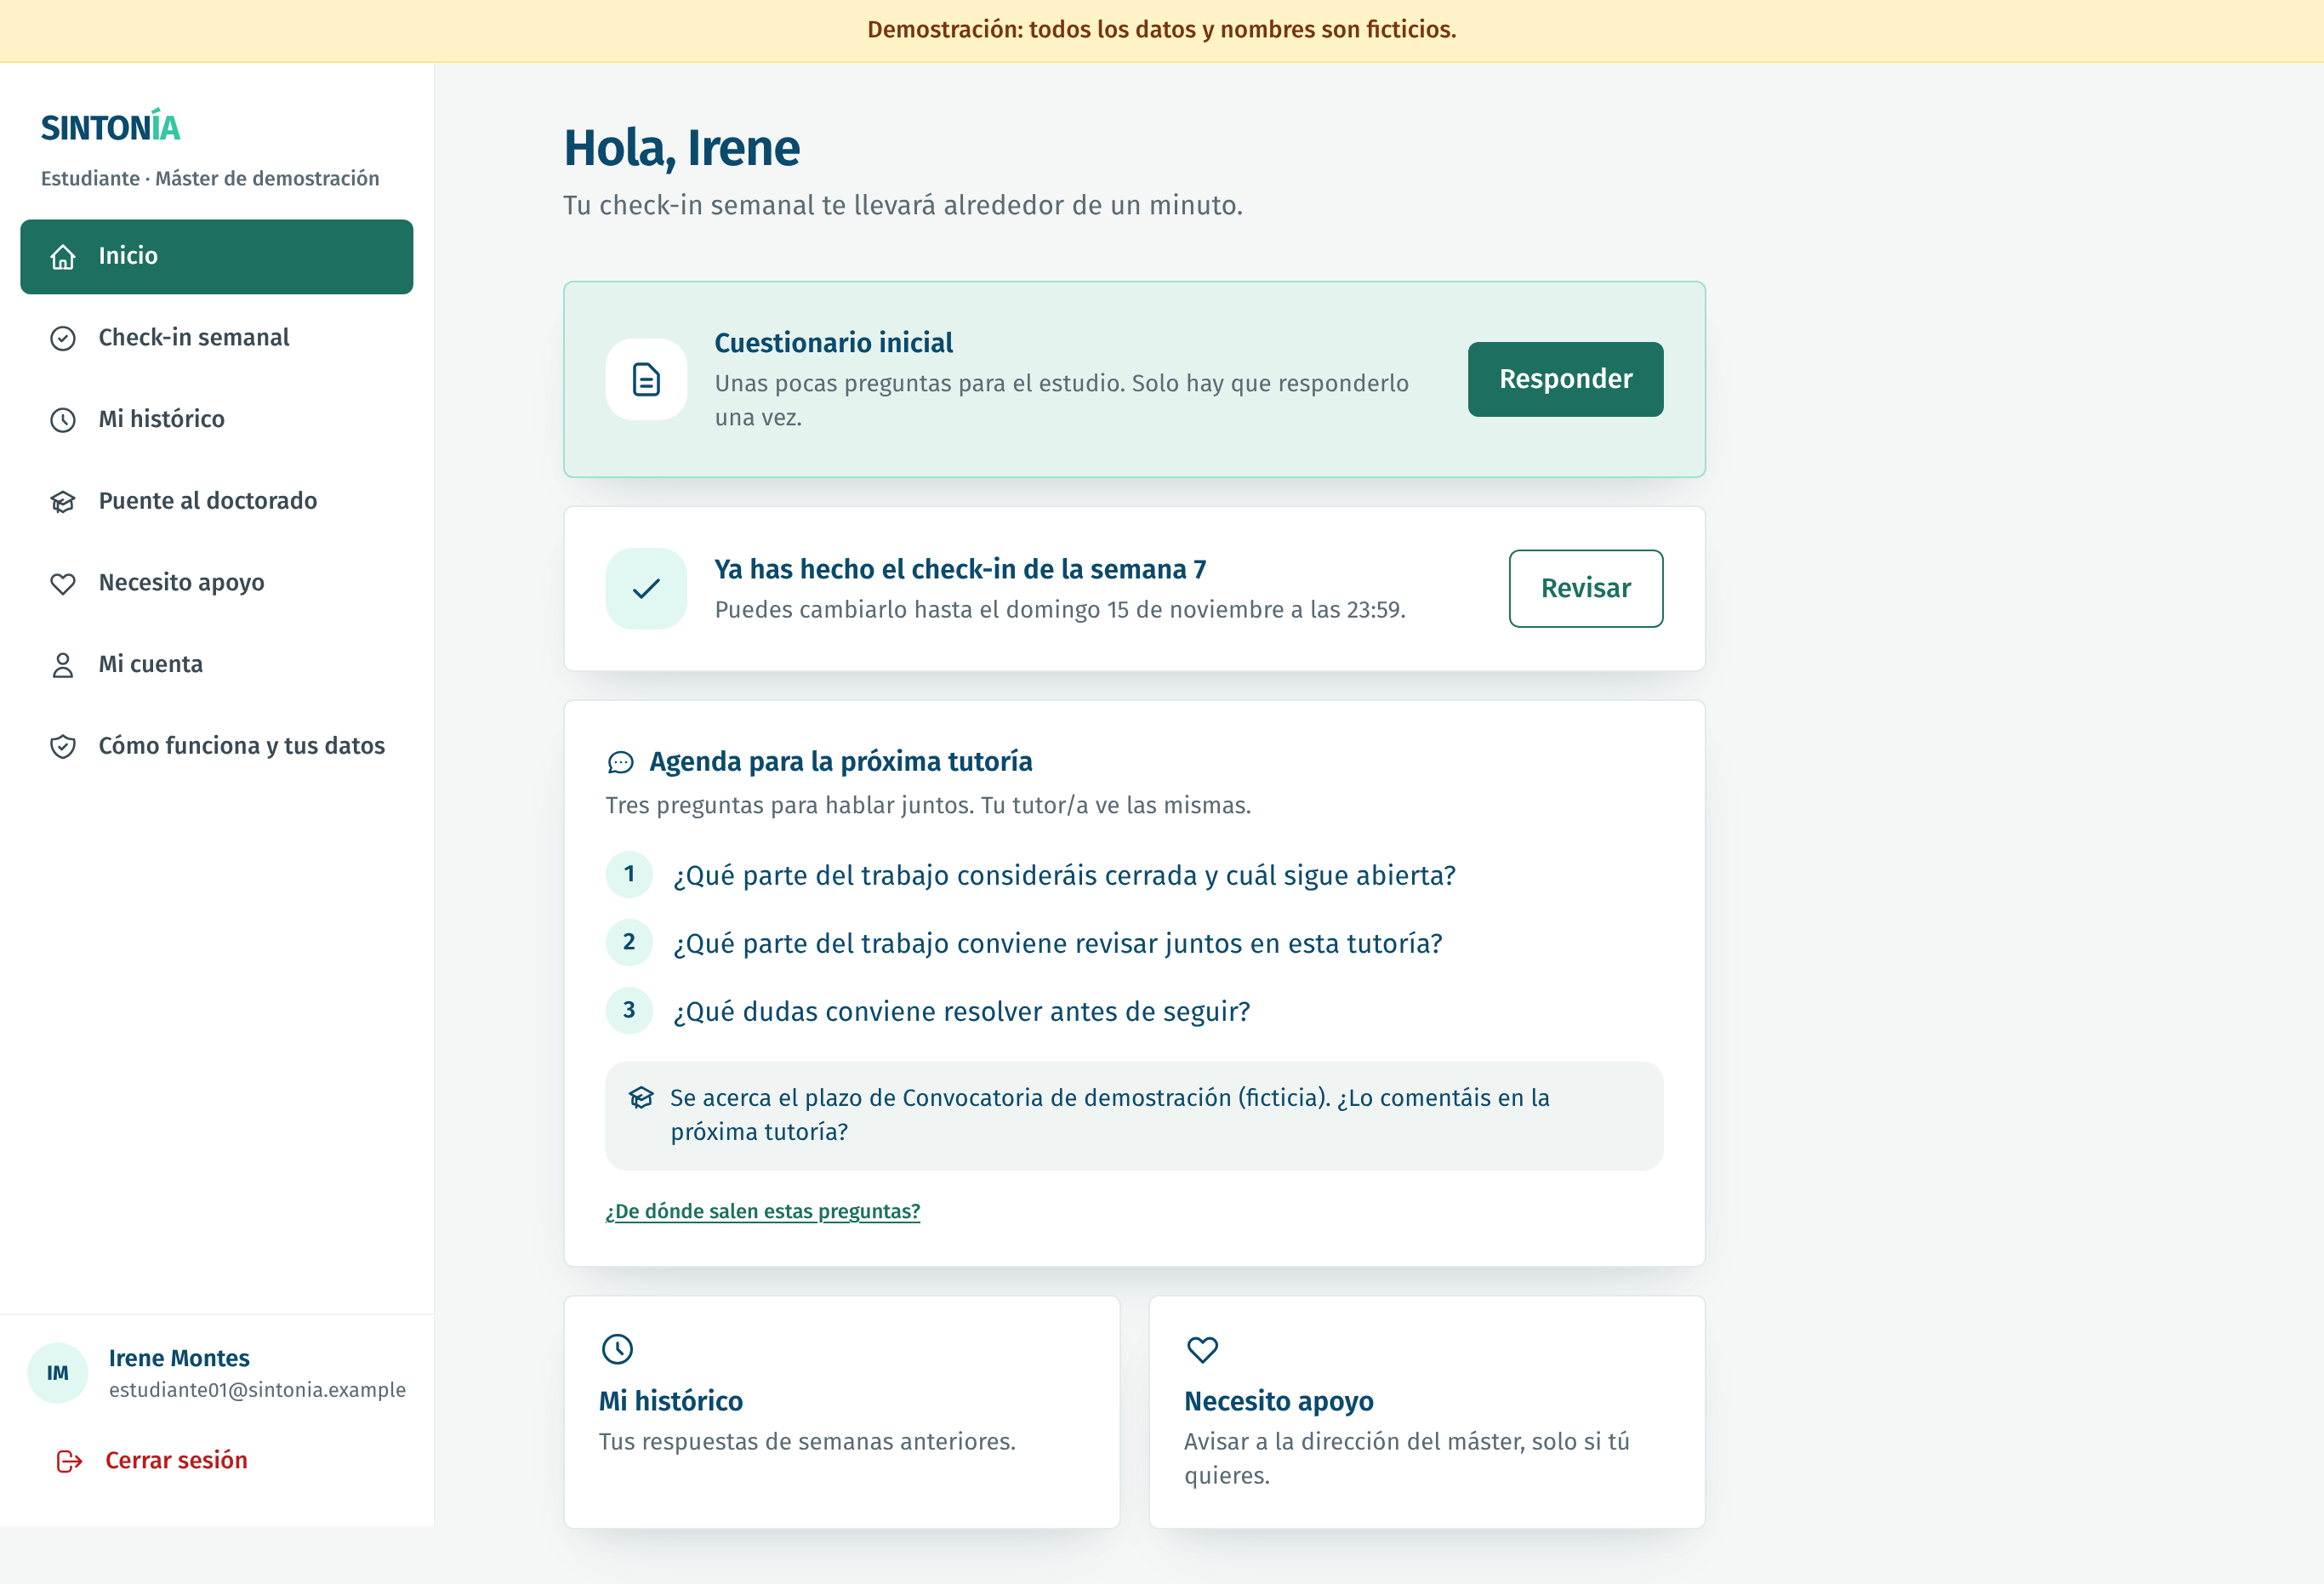 Demostración: todos los datos y nombres son ficticios.
SINTONÍA
Estudiante · Máster de demostración
Inicio
Check-in semanal
Mi histórico
Puente al doctorado
Necesito apoyo
Mi cuenta
Cómo funciona y tus datos
Irene Montes
IM
estudiante01@sintonia.example
Cerrar sesión
Hola, Irene
Tu check-in semanal te llevará alrededor de un minuto.
Cuestionario inicial
Unas pocas preguntas para el estudio. Solo hay que responderlo
una vez.
Responder
Ya has hecho el check-in de la semana 7
Puedes cambiarlo hasta el domingo 15 de noviembre a las 23:59.
Revisar
Agenda para la próxima tutoría
Tres preguntas para hablar juntos. Tu tutor/a ve las mismas.
1 ¿Qué parte del trabajo consideráis cerrada y cuál sigue abierta?
2 ¿Qué parte del trabajo conviene revisar juntos en esta tutoría?
3 ¿Qué dudas conviene resolver antes de seguir?
Se acerca el plazo de Convocatoria de demostración (ficticia). ¿Lo comentáis en la
próxima tutoría?
¿De dónde salen estas preguntas?
Mi histórico
Tus respuestas de semanas anteriores.
Necesito apoyo
Avisar a la dirección del máster, solo si tú
quieres.